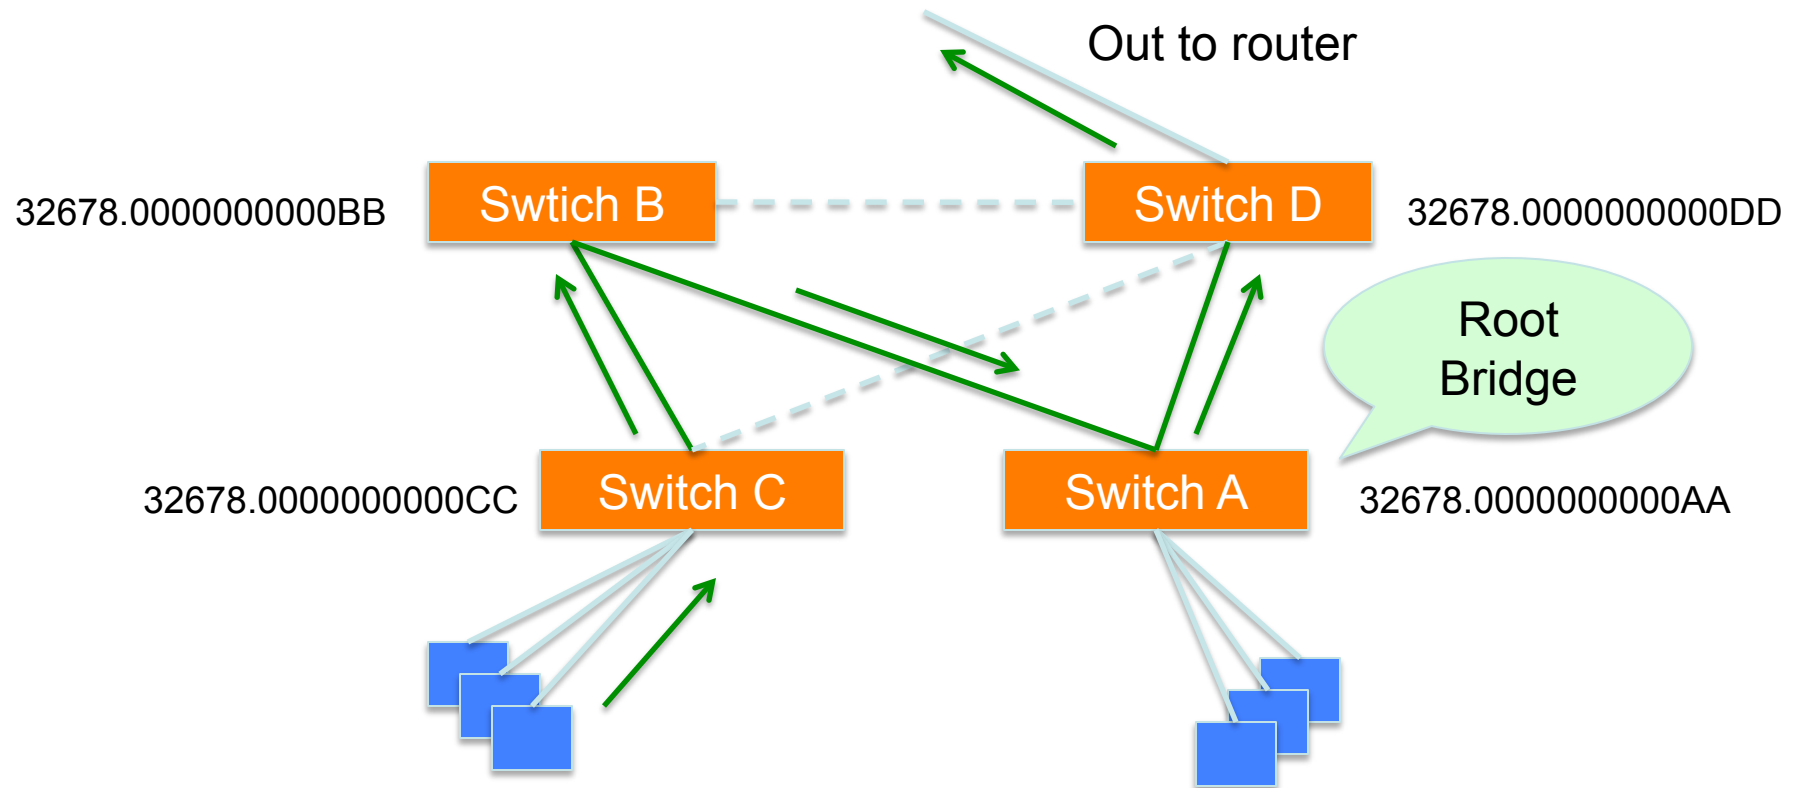 Out to router
32678.0000000000BB
Swtich B
Switch D
32678.0000000000DD
Root
Bridge
32678.0000000000CC
Switch C
Switch A
32678.0000000000AA